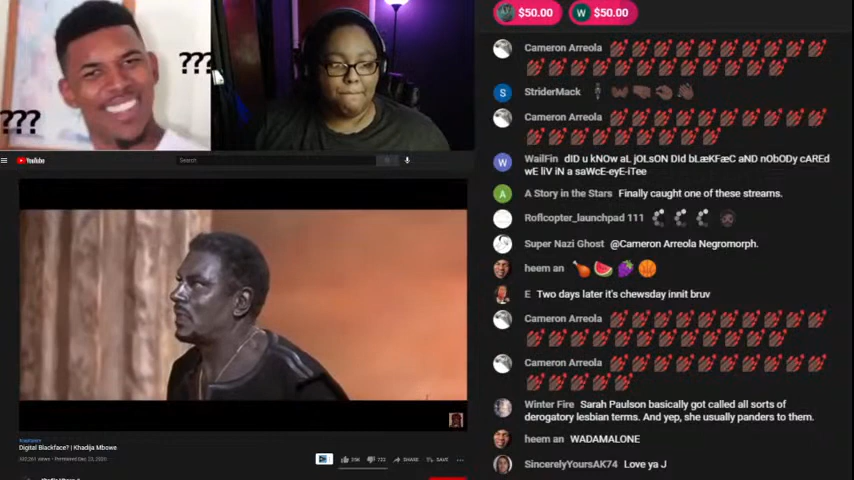 ???
???
YouTube
Search
Digital Blackface? | Khadija Mbowe
SHARE
SAVE
$50.00
W $50.00
Cameron Arreola
S StriderMack
Cameron Arreola
W WailFin dID u kNOw aL jOLsON DId bLæKFæC aND nObODy cAREd
wE liV iN a saWcE-eyE-iTee
A A Story in the Stars Finally caught one of these streams.
Roflcopter_launchpad 111
Super Nazi Ghost @Cameron Arreola Negromorph.
heem an
E Two days later it's chewsday innit bruv
Cameron Arreola
Cameron Arreola
Winter Fire Sarah Paulson basically got called all sorts of
derogatory lesbian terms. And yep, she usually panders to them.
heem an WADAMALONE
SincerelyYoursAK74 Love ya J